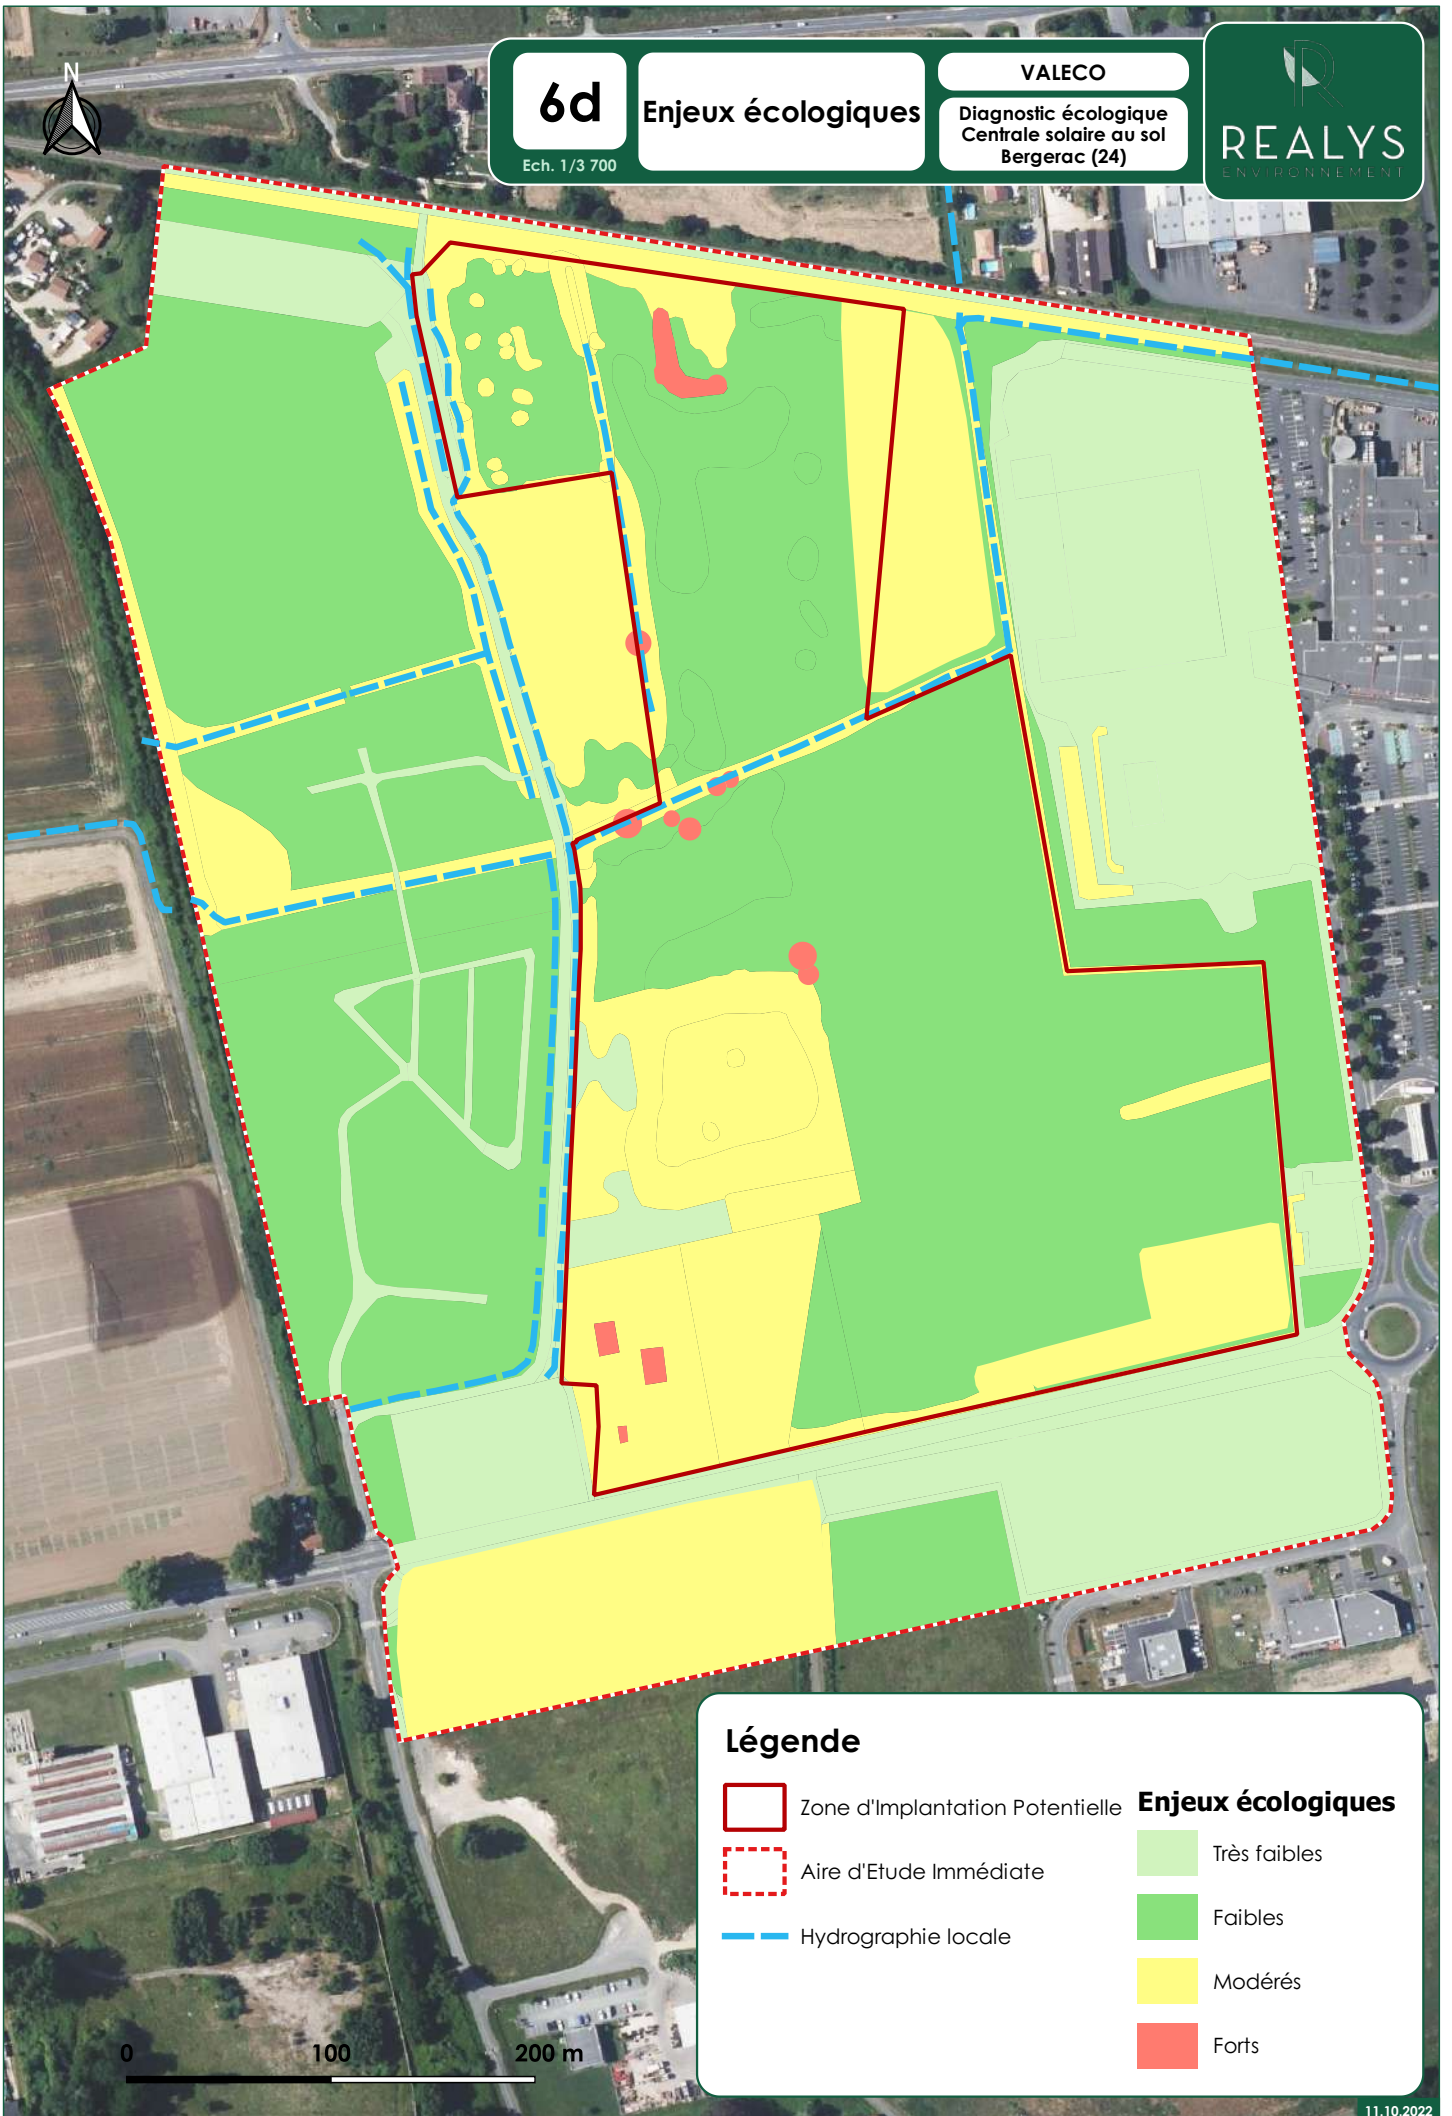 N
6d
Ech. 1/3 700
Enjeux écologiques
VALECO
Diagnostic écologique
Centrale solaire au sol
Bergerac (24)
REALYS
ENVIRONNEMENT
Légende
Zone d'Implantation Potentielle
Aire d'Etude Immédiate
Hydrographie locale
Enjeux écologiques
Très faibles
Faibles
Modérés
Forts
0 100 200 m
11.10.2022